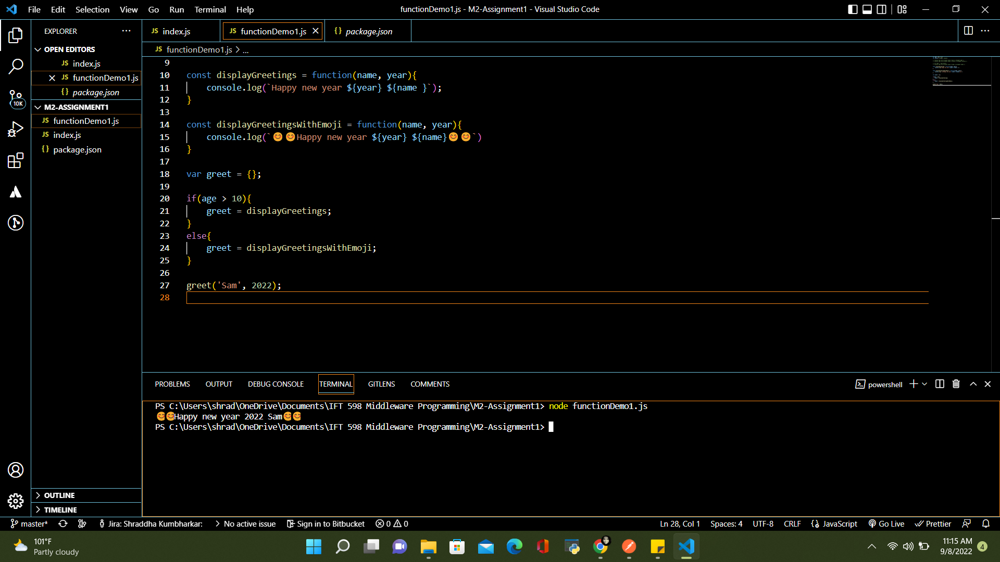 File Edit Selection View Go Run Terminal Help
functionDemo1.js - M2-Assignment1 - Visual Studio Code
EXPLORER
OPEN EDITORS
JS index.js
JS functionDemo1.js
{} package.json
M2-ASSIGNMENT1
JS functionDemo1.js
JS index.js
{} package.json
10K
OUTLINE
TIMELINE
JS index.js
JS functionDemo1.js
{} package.json
JS functionDemo1.js > ...
9
10 const displayGreetings = function(name, year){
11 console.log(`Happy new year ${year} ${name }`);
12 }
13
14 const displayGreetingsWithEmoji = function(name, year){
15 console.log(`😊😊Happy new year ${year} ${name}😊😊`)
16 }
17
18 var greet = {};
19
20 if(age > 10){
21 greet = displayGreetings;
22 }
23 else{
24 greet = displayGreetingsWithEmoji;
25 }
26
27 greet('Sam', 2022);
28
PROBLEMS OUTPUT DEBUG CONSOLE TERMINAL GITLENS COMMENTS
powershell
PS C:\Users\shrad\OneDrive\Documents\IFT 598 Middleware Programming\M2-Assignment1> node functionDemo1.js
😊😊Happy new year 2022 Sam😊😊
PS C:\Users\shrad\OneDrive\Documents\IFT 598 Middleware Programming\M2-Assignment1>
master* Jira: Shraddha Kumbharkar: > No active issue Sign in to Bitbucket 0 0
Ln 28, Col 1 Spaces: 4 UTF-8 CRLF JavaScript Go Live Prettier
101°F
Partly cloudy
11:15 AM
9/8/2022
4